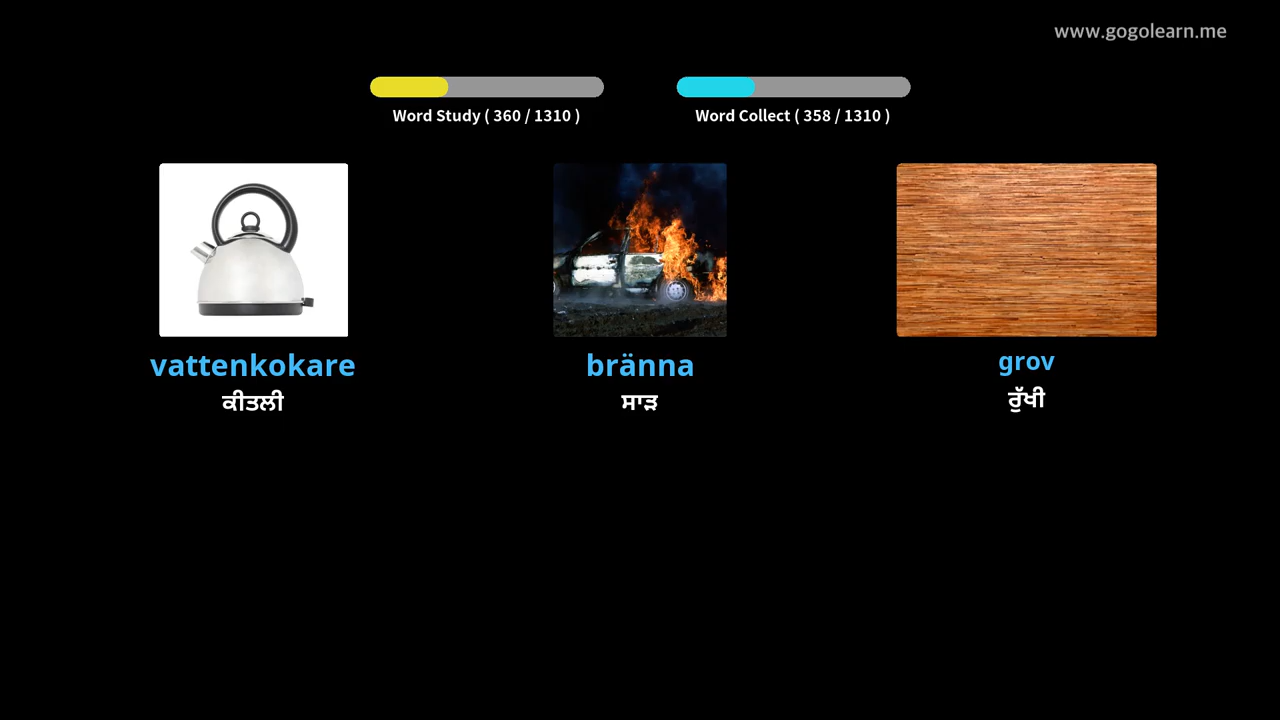 www.gogolearn.me
Word Study ( 360 / 1310 )
Word Collect ( 358 / 1310 )
vattenkokare
ਕੀਤਲੀ
bränna
ਸਾੜ
grov
ਰੁੱਖੀ